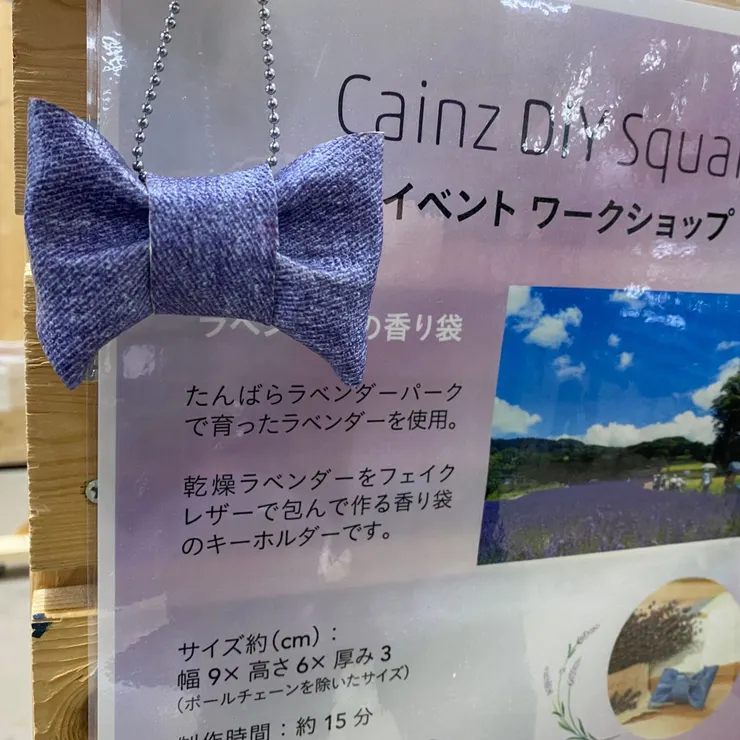 Cainz DIY Squa
イベント ワークショップ
の香り袋
たんばらラベンダーパーク
で育ったラベンダーを使用。
乾燥ラベンダーをフェイク
レザーで包んで作る香り袋
のキーホルダーです。
サイズ約(cm)：
幅 9× 高さ 6× 厚み 3
（ボールチェーンを除いたサイズ）
制作時間：約 15 分